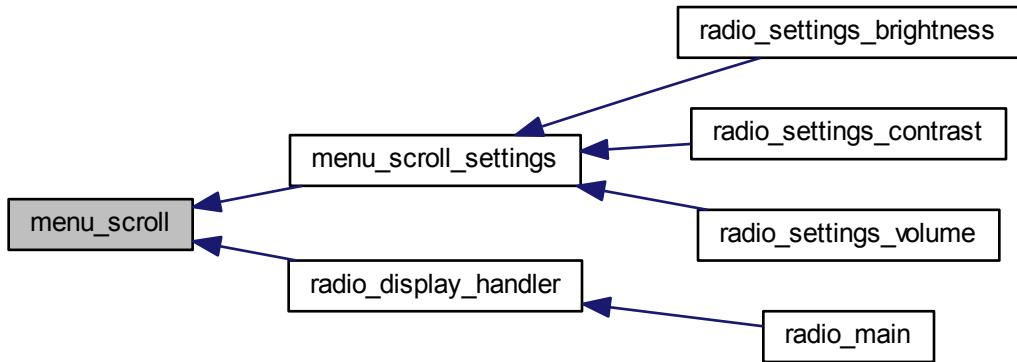 radio_settings_brightness
radio_settings_contrast
menu_scroll_settings
menu_scroll
radio_settings_volume
radio_display_handler
radio_main